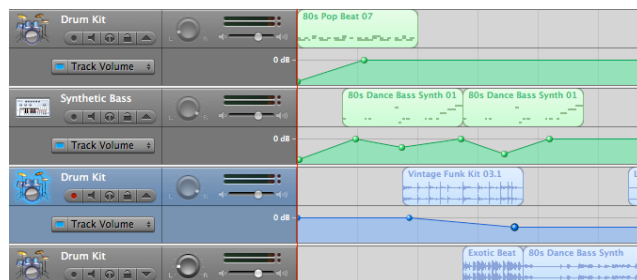 Drum Kit
80s Pop Beat 07
L R
Track Volume
0 dB
Synthetic Bass
80s Dance Bass Synth 01
80s Dance Bass Synth 01
L R
Track Volume
0 dB
Drum Kit
Vintage Funk Kit 03.1
L
L R
Track Volume
0 dB
Drum Kit
Exotic Beat
80s Dance Bass Synth
L R